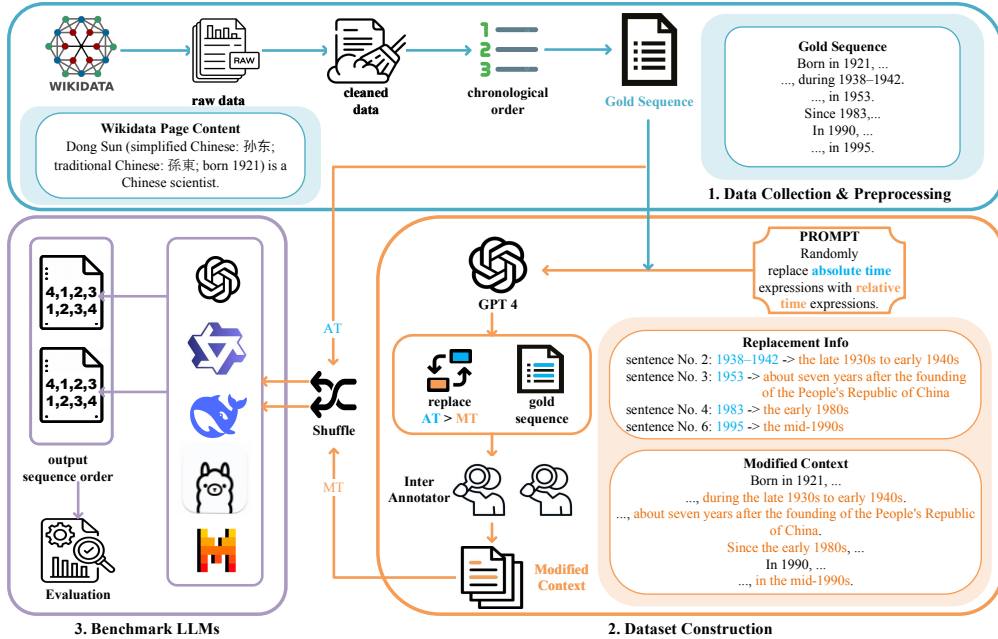 WIKIDATA
RAW
raw data
cleaned
data
1
2
3
chronological
order
Gold Sequence
Gold Sequence
Born in 1921, ...
..., during 1938–1942.
..., in 1953.
Since 1983,...
In 1990, ...
..., in 1995.
Wikidata Page Content
Dong Sun (simplified Chinese: 孙东;
traditional Chinese: 孫東; born 1921) is a
Chinese scientist.
1. Data Collection & Preprocessing
4,1,2,3
1,2,3,4
4,1,2,3
1,2,3,4
output
sequence order
Evaluation
3. Benchmark LLMs
AT
Shuffle
MT
GPT 4
PROMPT
Randomly
replace absolute time
expressions with relative
time expressions.
replace
AT > MT
gold
sequence
Inter
Annotator
Modified
Context
Replacement Info
sentence No. 2: 1938–1942 -> the late 1930s to early 1940s
sentence No. 3: 1953 -> about seven years after the founding
of the People's Republic of China
sentence No. 4: 1983 -> the early 1980s
sentence No. 6: 1995 -> the mid-1990s
Modified Context
Born in 1921, ...
..., during the late 1930s to early 1940s.
..., about seven years after the founding of the People's Republic
of China.
Since the early 1980s, ...
In 1990, ...
..., in the mid-1990s.
2. Dataset Construction